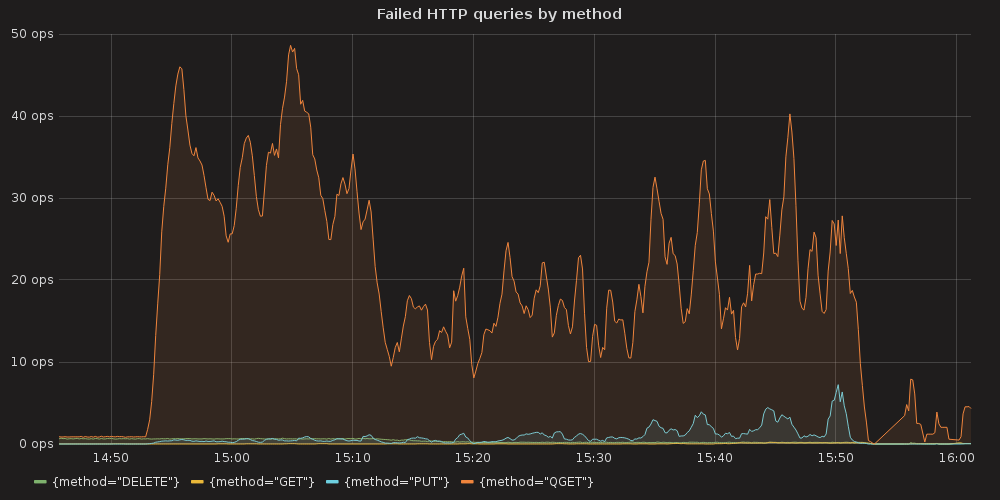 Failed HTTP queries by method
50 ops
40 ops
30 ops
20 ops
10 ops
0 ops
14:50 15:00 15:10 15:20 15:30 15:40 15:50 16:00
{method="DELETE"} {method="GET"} {method="PUT"} {method="QGET"}